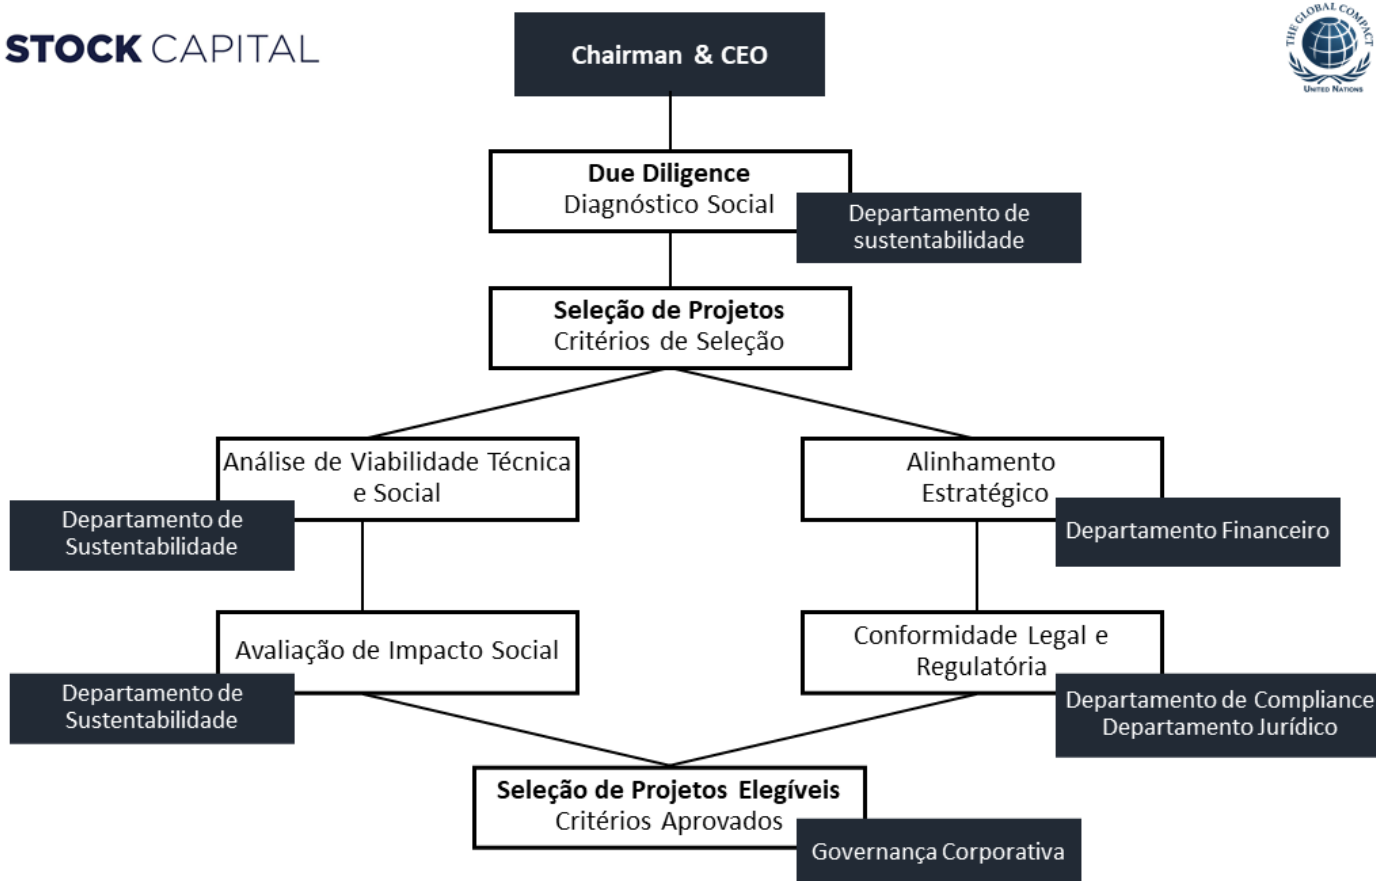 STOCK CAPITAL
Chairman & CEO
THE GLOBAL COMPACT
UNITED NATIONS
Due Diligence
Diagnóstico Social
Departamento de
sustentabilidade
Seleção de Projetos
Critérios de Seleção
Análise de Viabilidade Técnica
e Social
Departamento de
Sustentabilidade
Alinhamento
Estratégico
Departamento Financeiro
Avaliação de Impacto Social
Departamento de
Sustentabilidade
Conformidade Legal e
Regulatória
Departamento de Compliance
Departamento Jurídico
Seleção de Projetos Elegíveis
Critérios Aprovados
Governança Corporativa